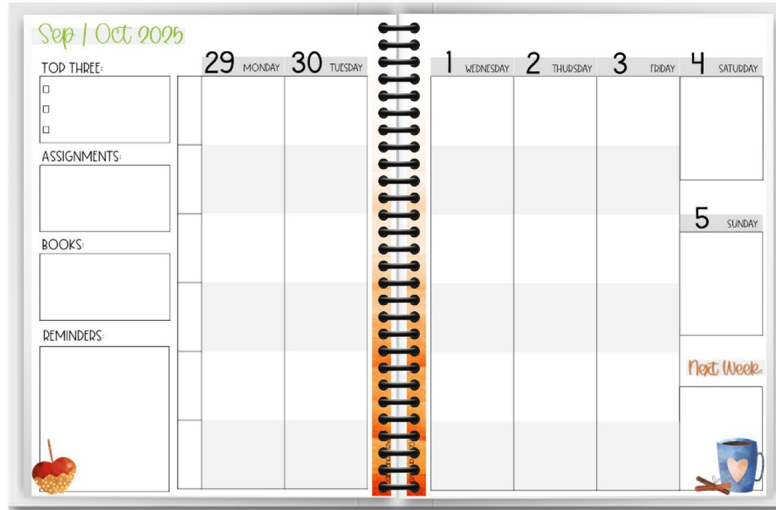 Sep / Oct 2025
TOP THREE:
ASSIGNMENTS:
BOOKS:
REMINDERS:
29 MONDAY
30 TUESDAY
1 WEDNESDAY
2 THURSDAY
3 FRIDAY
4 SATURDAY
5 SUNDAY
Next Week: